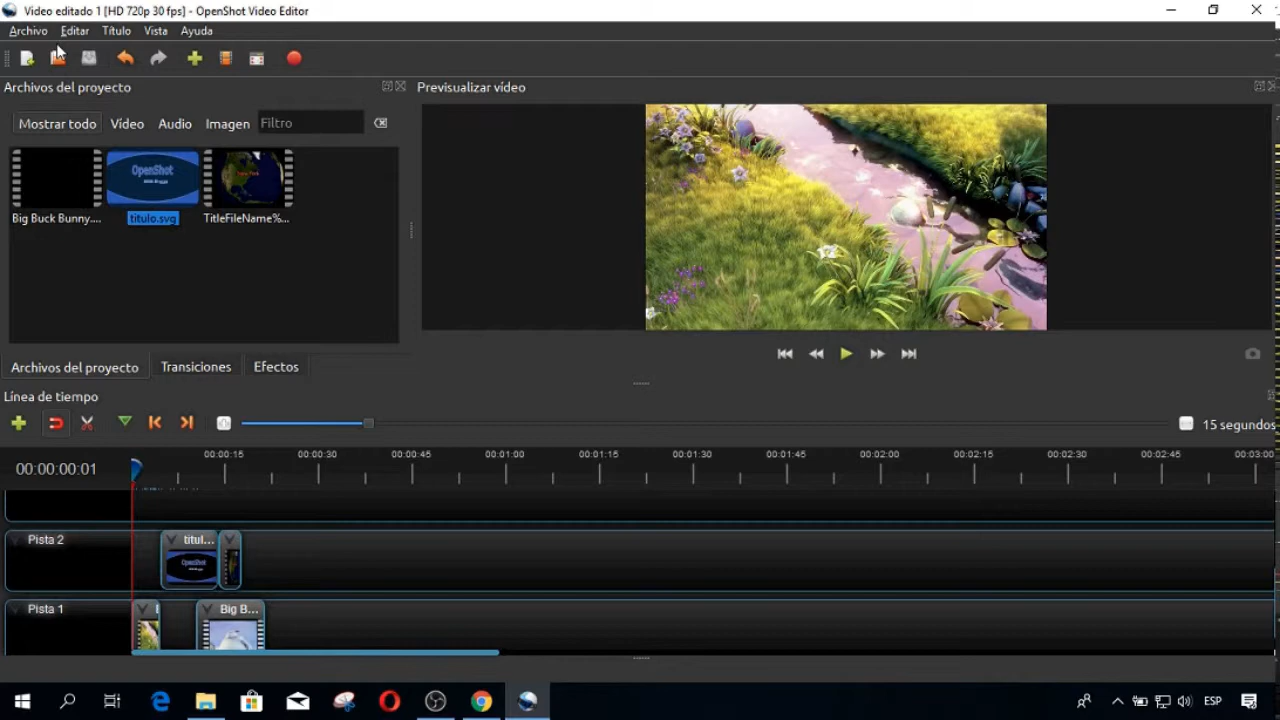 Video editado 1 [HD 720p 30 fps] - OpenShot Video Editor
Archivo Editar Título Vista Ayuda
Archivos del proyecto
Previsualizar vídeo
Mostrar todo Vídeo Audio Imagen Filtro
OpenShot
New York
Big Buck Bunny.... titulo.svg TitleFileName%...
Archivos del proyecto Transiciones Efectos
Línea de tiempo
15 segundos
00:00:00:01
00:00:15 00:00:30 00:00:45 00:01:00 00:01:15 00:01:30 00:01:45 00:02:00 00:02:15 00:02:30 00:02:45 00:03:00
Pista 2
titul...
OpenShot
Pista 1
Big B...
ESP